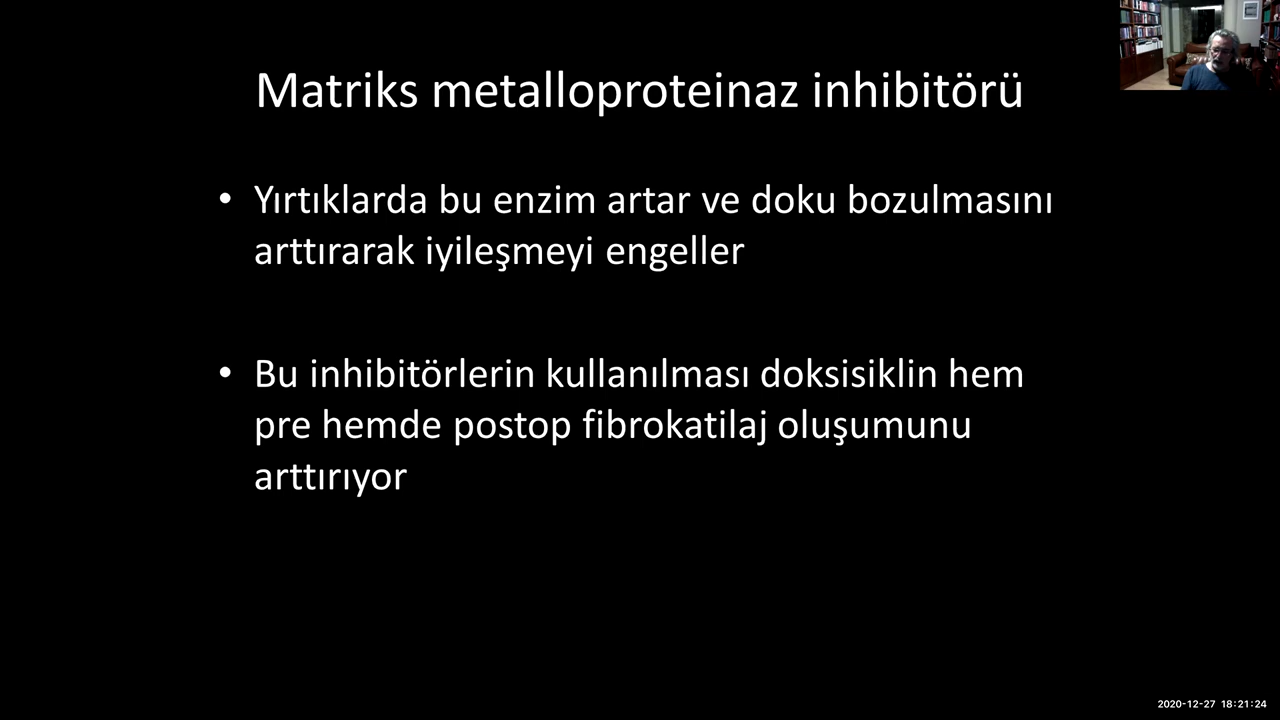 Matriks metalloproteinaz inhibitörü
• Yırtıklarda bu enzim artar ve doku bozulmasını
arttırarak iyileşmeyi engeller
• Bu inhibitörlerin kullanılması doksisiklin hem
pre hemde postop fibrokatilaj oluşumunu
arttırıyor
2020-12-27 18:21:24